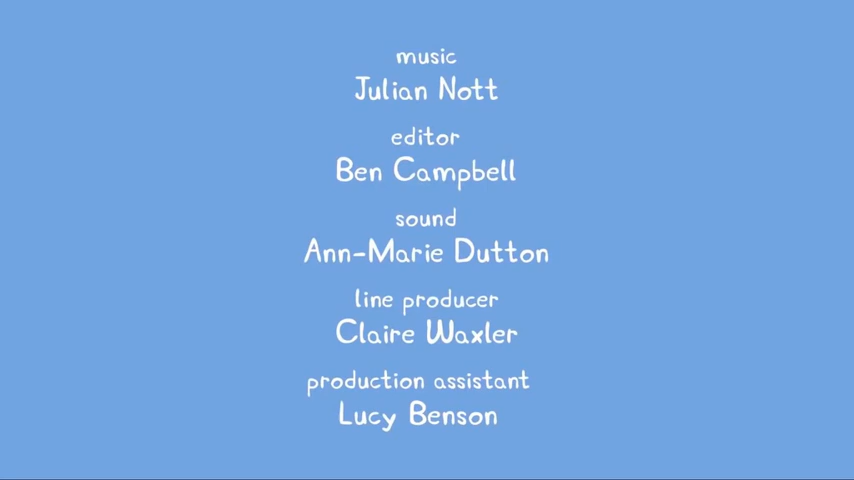 music
Julian Nott
editor
Ben Campbell
sound
Ann-Marie Dutton
line producer
Claire Waxler
production assistant
Lucy Benson